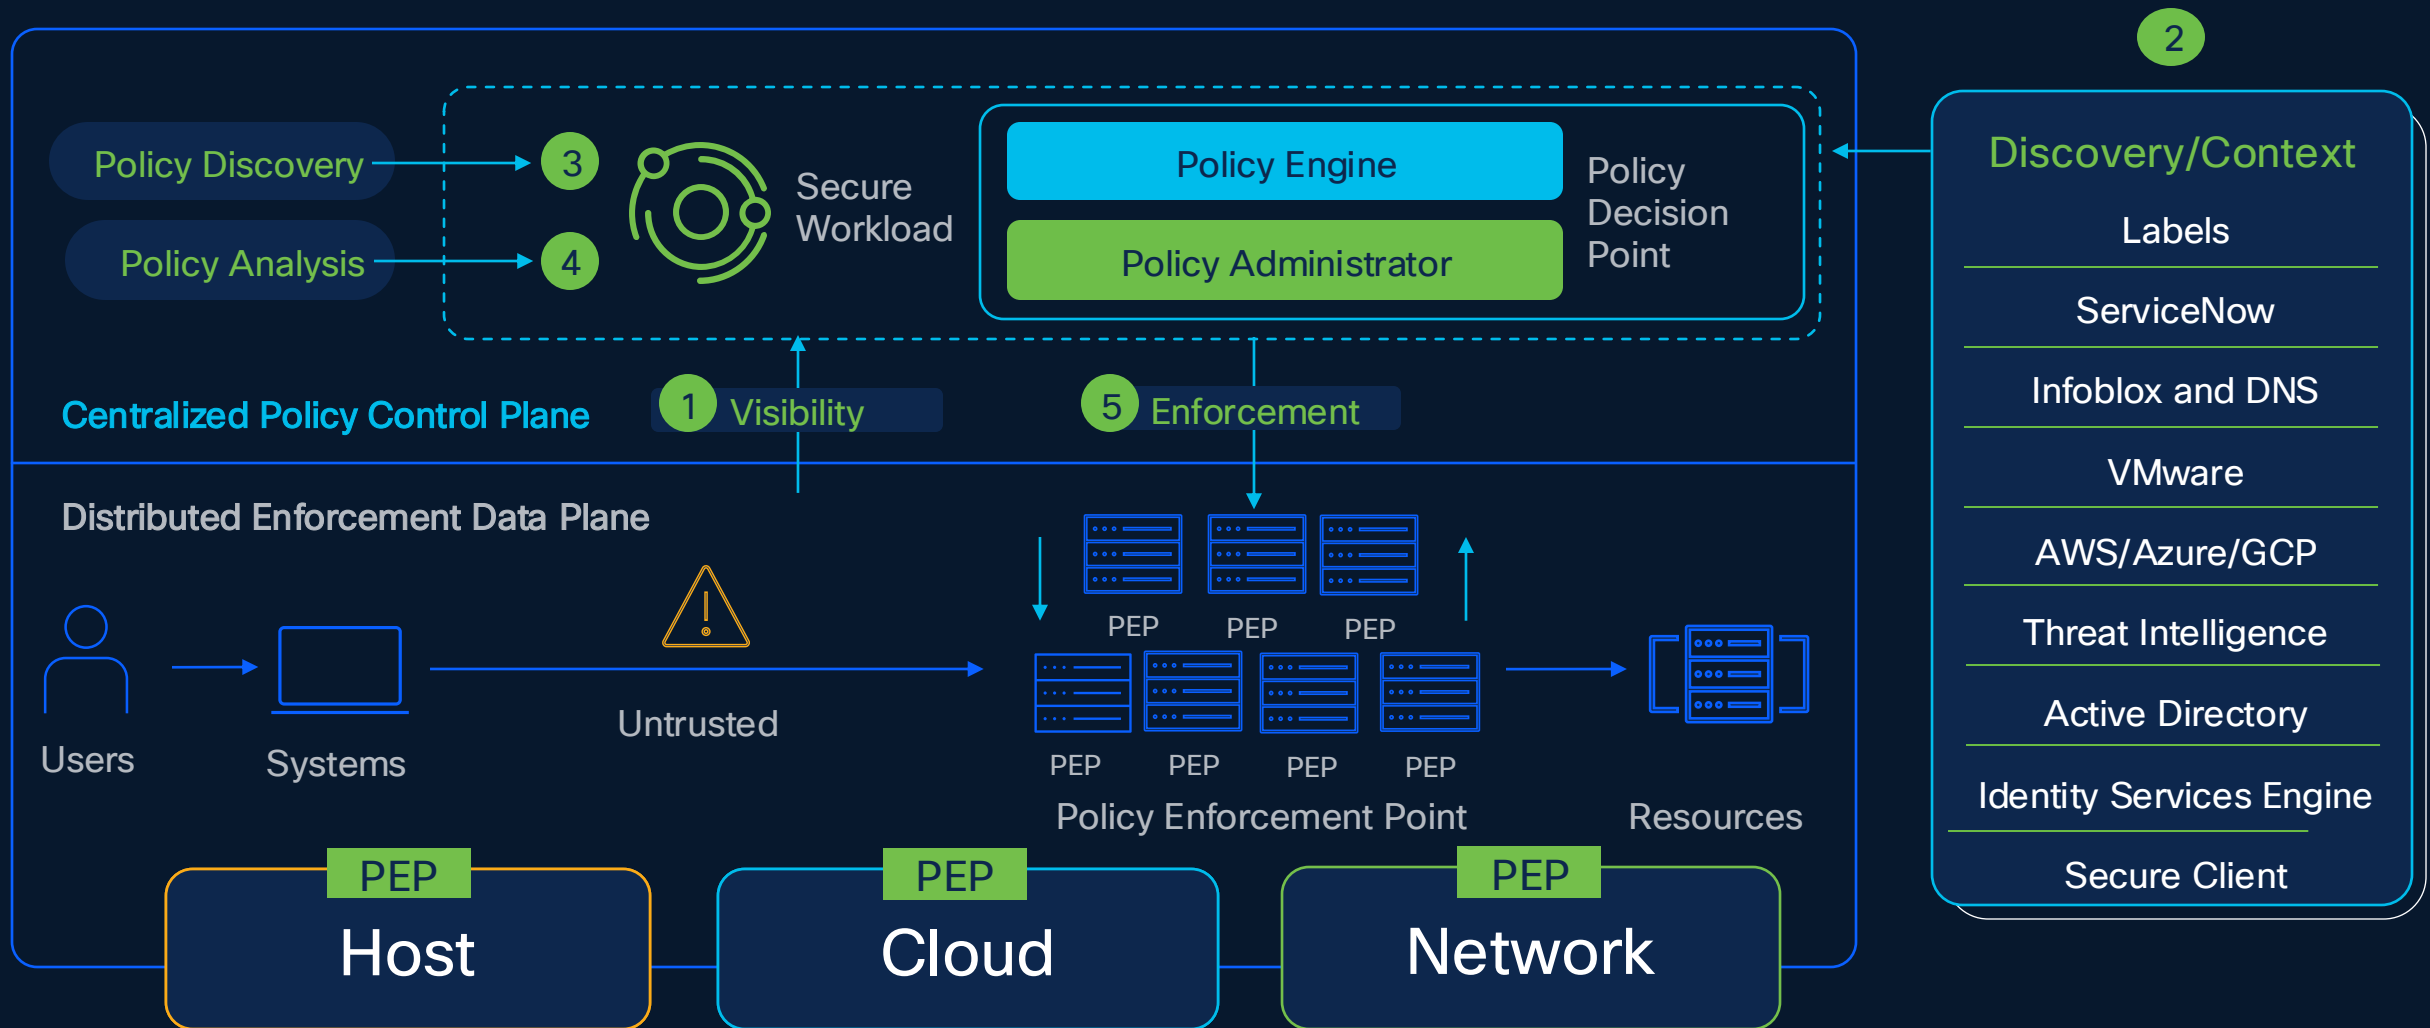 2
Policy Discovery
3
Policy Analysis
4
Secure
Workload
Policy Engine
Policy Administrator
Policy
Decision
Point
Discovery/Context
Labels
ServiceNow
Infoblox and DNS
VMware
AWS/Azure/GCP
Threat Intelligence
Active Directory
Identity Services Engine
Secure Client
Centralized Policy Control Plane
1
Visibility
5
Enforcement
Distributed Enforcement Data Plane
Users
Systems
Untrusted
PEP
PEP
PEP
PEP
PEP
PEP
PEP
Policy Enforcement Point
Resources
PEP
Host
PEP
Cloud
PEP
Network